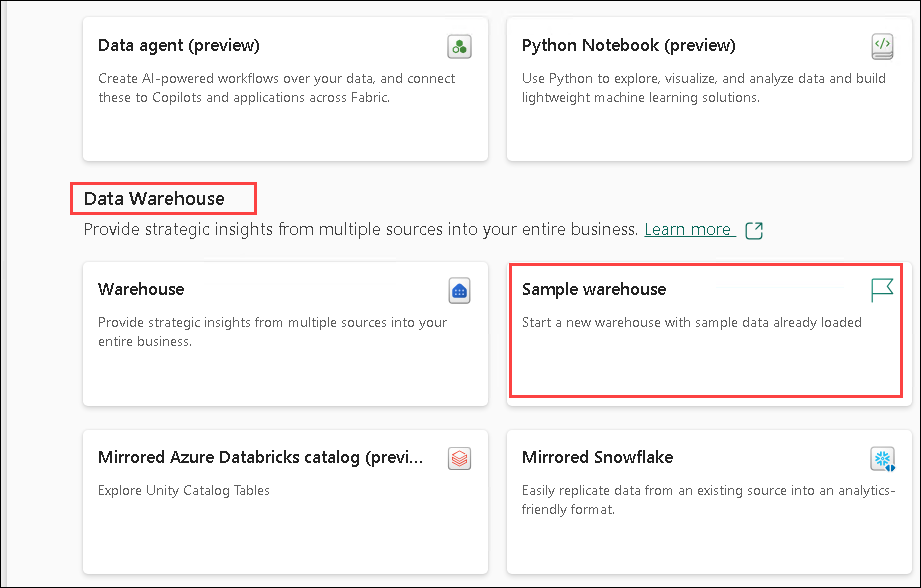 Data agent (preview)
Create AI-powered workflows over your data, and connect
these to Copilots and applications across Fabric.
Python Notebook (preview)
Use Python to explore, visualize, and analyze data and build
lightweight machine learning solutions.
Data Warehouse
Provide strategic insights from multiple sources into your entire business. Learn more
Warehouse
Provide strategic insights from multiple sources into your
entire business.
Sample warehouse
Start a new warehouse with sample data already loaded
Mirrored Azure Databricks catalog (previ...
Explore Unity Catalog Tables
Mirrored Snowflake
Easily replicate data from an existing source into an analytics-
friendly format.